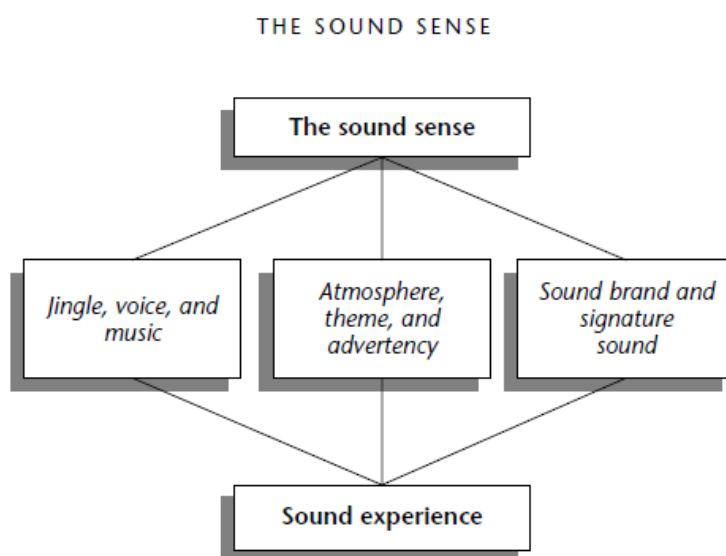 THE SOUND SENSE
The sound sense
Jingle, voice, and
music
Atmosphere,
theme, and
advertency
Sound brand and
signature
sound
Sound experience